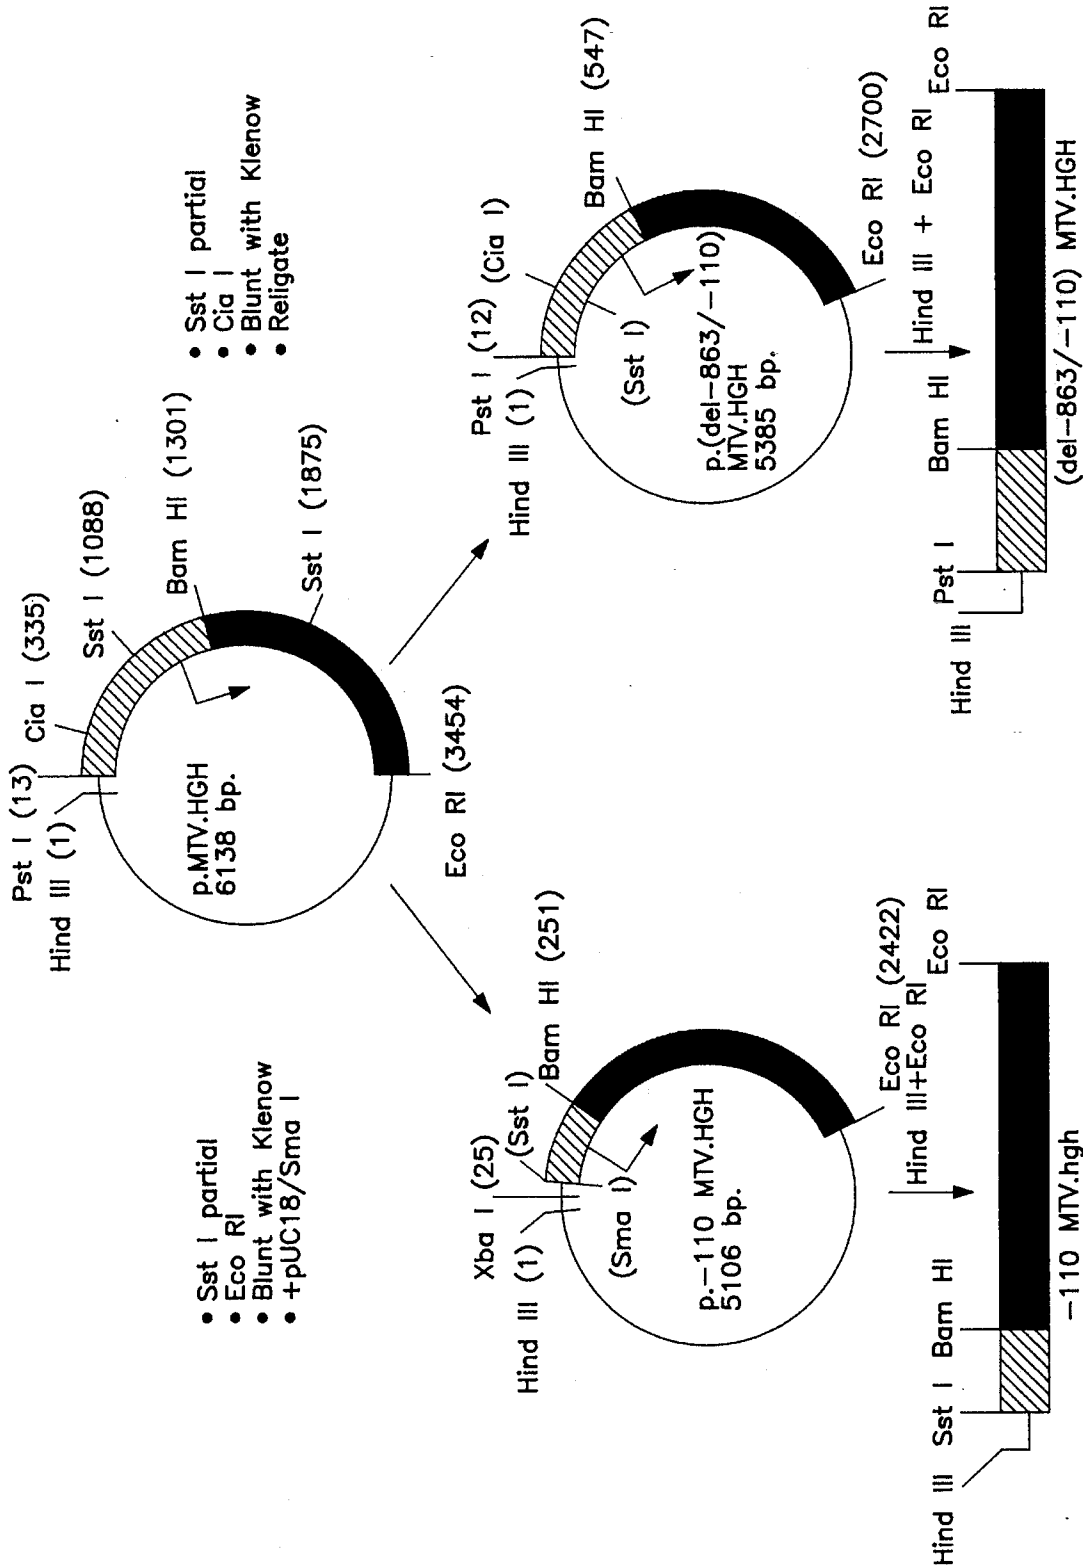 Pst I (13)
Hind III (1)
Cia I (335)
Sst I (1088)
Bam HI (1301)
Sst I (1875)
Eco RI (3454)
p.MTV.HGH
6138 bp.
• Sst I partial
• Eco RI
• Blunt with Klenow
• +pUC18/Sma I
• Sst I partial
• Cia I
• Blunt with Klenow
• Religate
Xba I (25)
Hind III (1)
(Sst I)
Bam HI (251)
(Sma I)
p.-110 MTV.HGH
5106 bp.
Eco RI (2422)
Hind III+Eco RI
Hind III
Sst I
Bam HI
Eco RI
-110 MTV.hgh
Pst I (12)
Hind III (1)
(Cia I)
Bam HI (547)
(Sst I)
p.(del-863/-110)
MTV.HGH
5385 bp.
Eco RI (2700)
Hind III + Eco RI
Hind III
Pst I
Bam HI
Eco RI
(del-863/-110) MTV.HGH